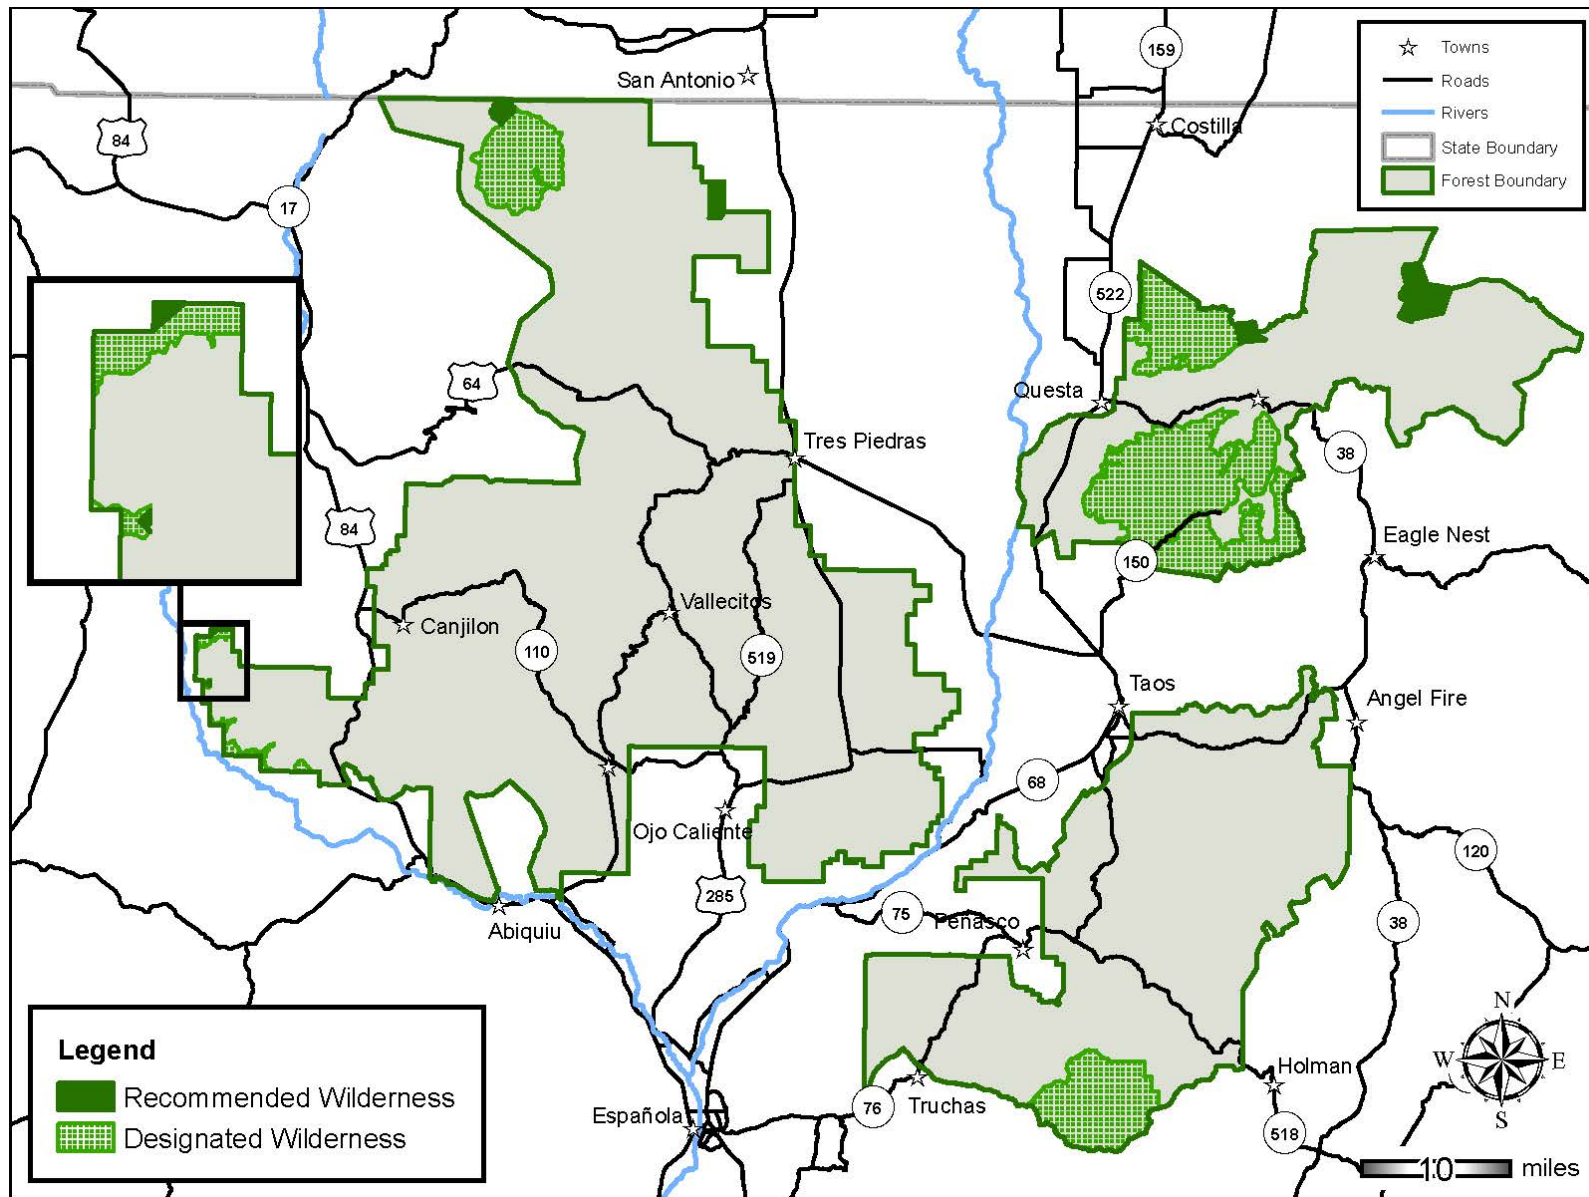 159
Towns
San Antonio
Roads
Rivers
Costilla
84
State Boundary
Forest Boundary
17
522
64
Questa
Tres Piedras
38
84
Eagle Nest
150
Vallecitos
Canjilon
110
519
Taos
Angel Fire
68
Ojo Caliente
120
285
75
Peñasco
38
Abiquiu
N
W
E
S
Legend
Recommended Wilderness
Designated Wilderness
Holman
76
Truchas
Española
518
10 miles